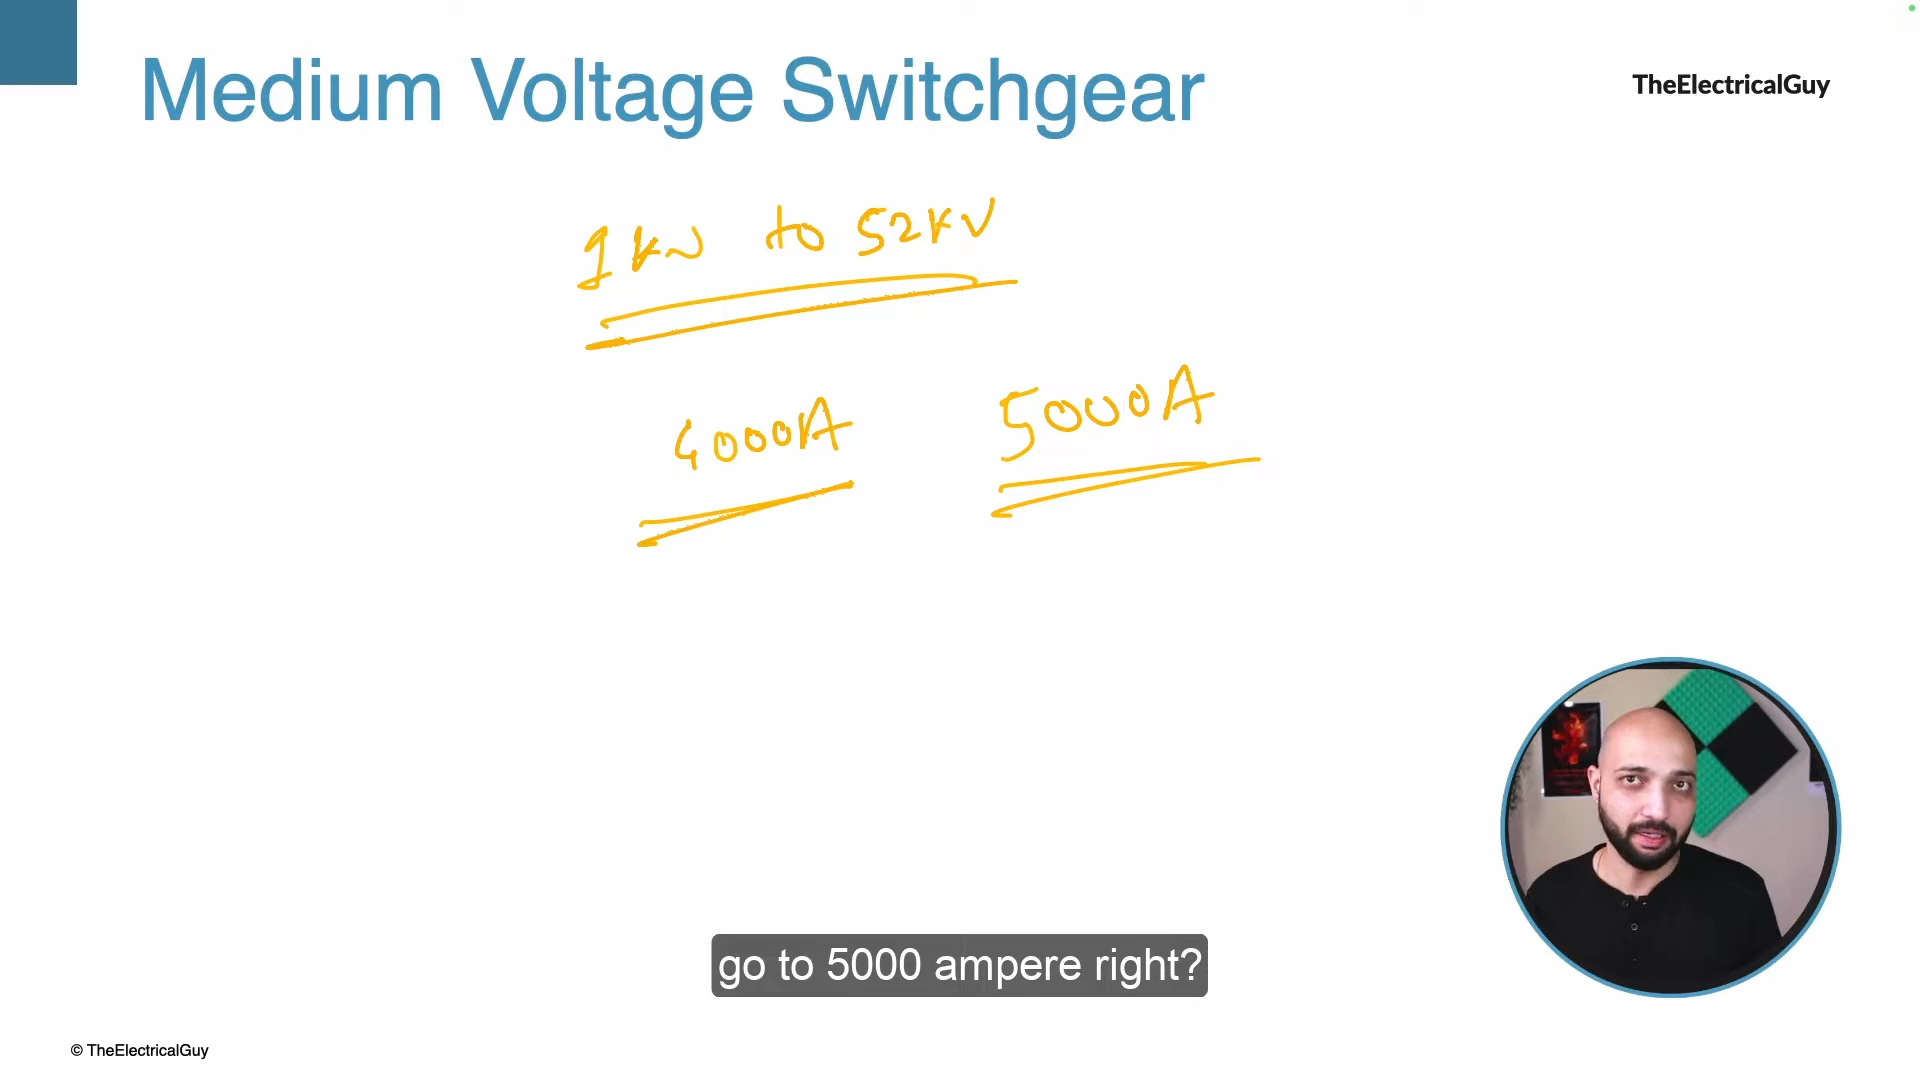 Medium Voltage Switchgear
TheElectricalGuy
1kV to 52kV
4000A 5000A
go to 5000 ampere right?
© TheElectricalGuy